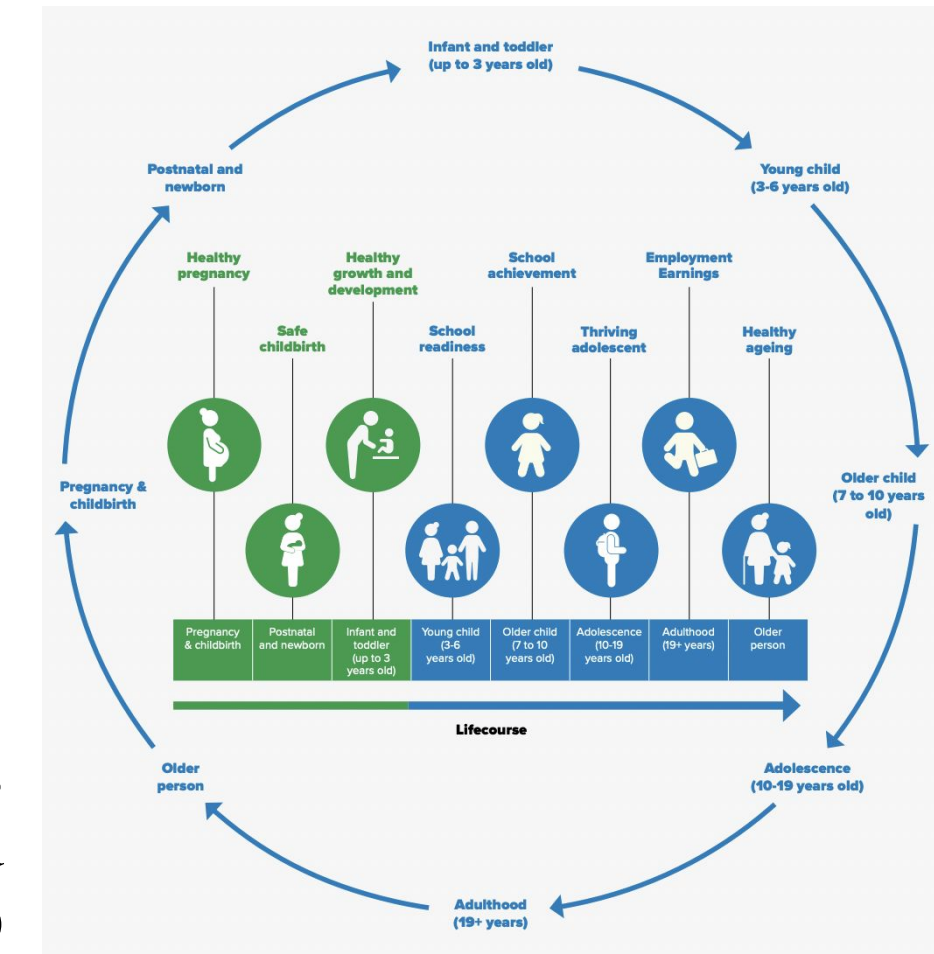 Infant and toddler
(up to 3 years old)
Postnatal and
newborn
Young child
(3-6 years old)
Healthy
pregnancy
Healthy
growth and
development
School
achievement
Employment
Earnings
Safe
childbirth
School
readiness
Thriving
adolescent
Healthy
ageing
Pregnancy &
childbirth
Older child
(7 to 10 years
old)
Pregnancy
& childbirth
Postnatal
and newborn
Infant and
toddler
(up to 3
years old)
Young child
(3-6
years old)
Older child
(7 to 10
years old)
Adolescence
(10-19
years old)
Adulthood
(19+ years)
Older
person
Lifecourse
Older
person
Adolescence
(10-19 years old)
Adulthood
(19+ years)